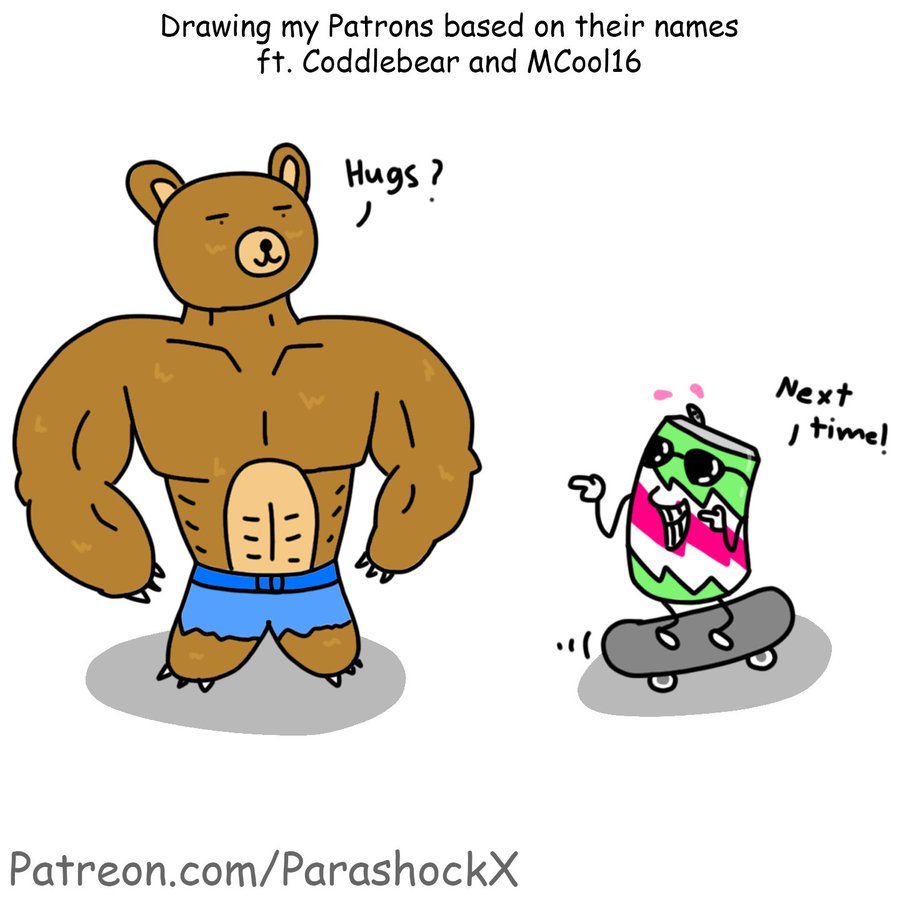 Drawing my Patrons based on their names
ft. Coddlebear and MCool16
Hugs?
Next
time!
Patreon.com/ParashockX